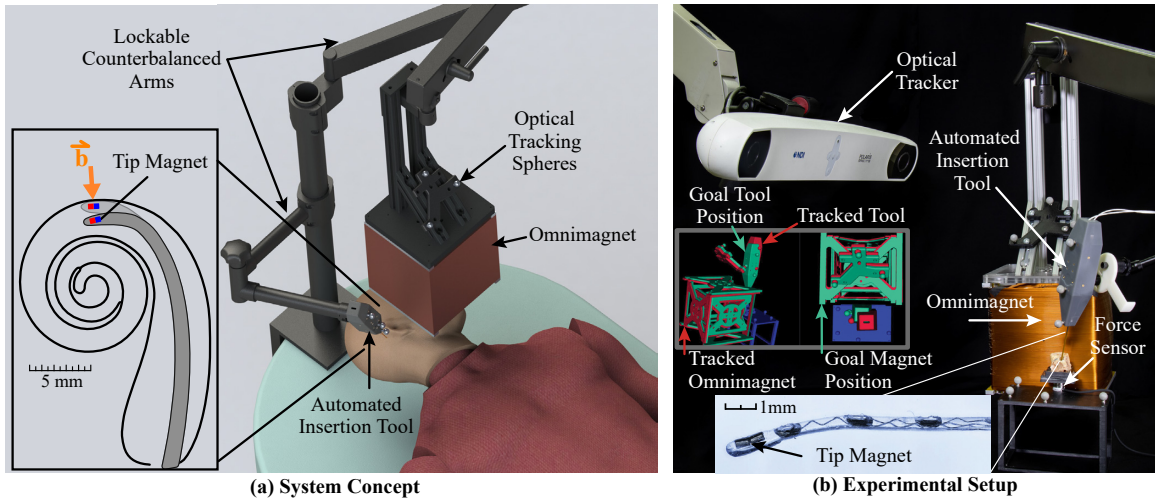 Lockable
Counterbalanced
Arms
b
Tip Magnet
Optical
Tracking
Spheres
Omnimagnet
5 mm
Automated
Insertion Tool
(a) System Concept
Optical
Tracker
NDI
POLARIS
Automated
Insertion
Tool
Goal Tool
Position
Tracked Tool
Omnimagnet
Force
Sensor
Tracked
Omnimagnet
Goal Magnet
Position
1mm
Tip Magnet
(b) Experimental Setup